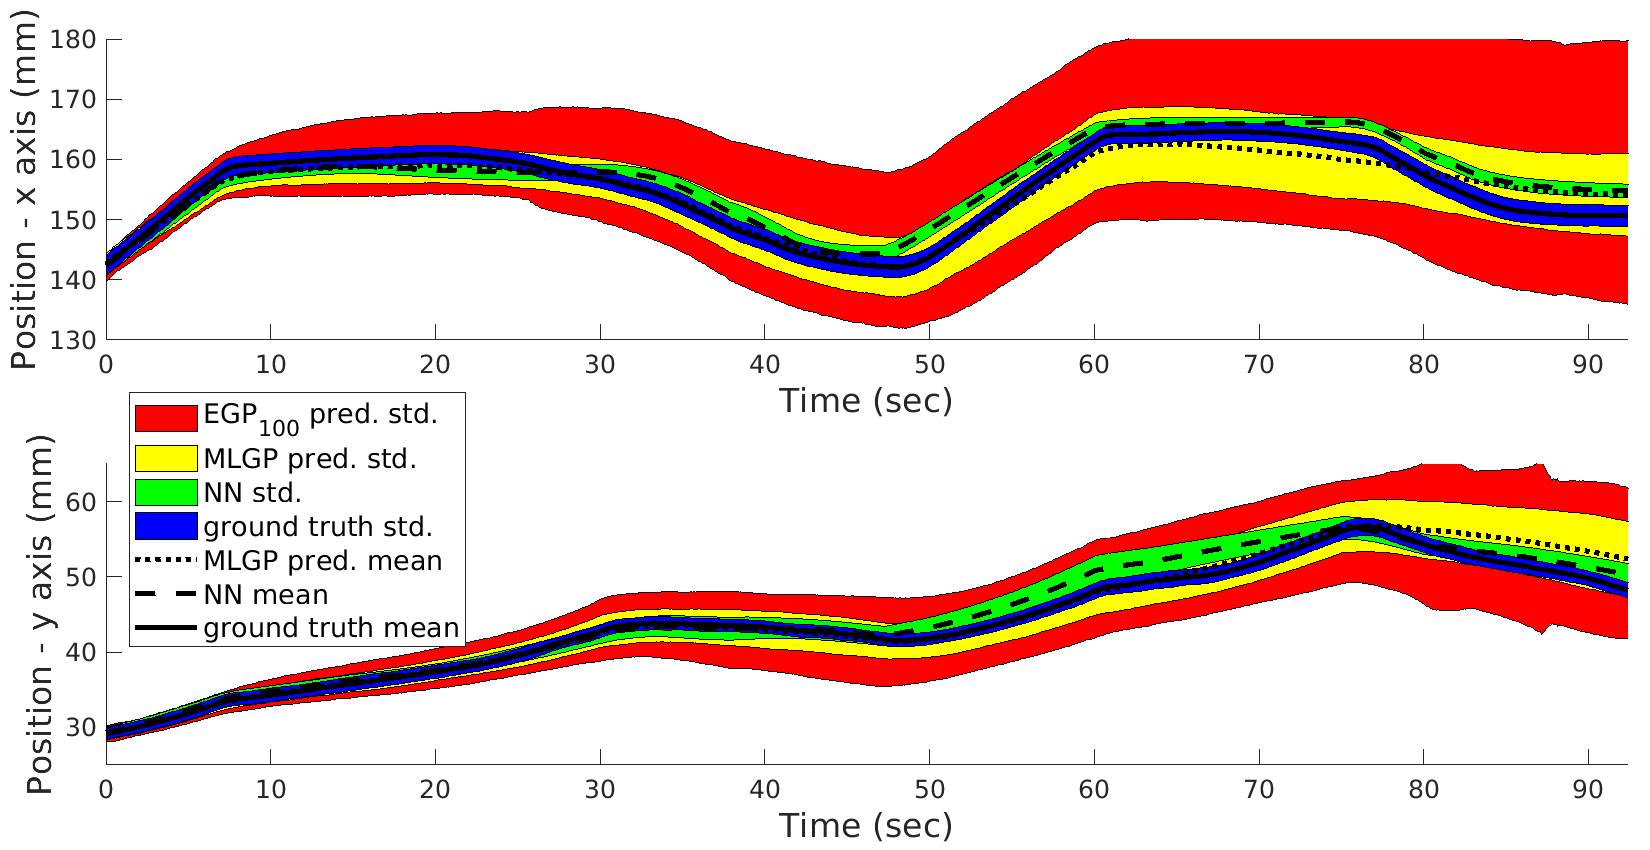 Position - x axis (mm)
180
170
160
150
140
130
0 10 20 30 40 50 60 70 80 90
Time (sec)
EGP100 pred. std.
MLGP pred. std.
NN std.
ground truth std.
MLGP pred. mean
NN mean
ground truth mean
Position - y axis (mm)
60
50
40
30
0 10 20 30 40 50 60 70 80 90
Time (sec)